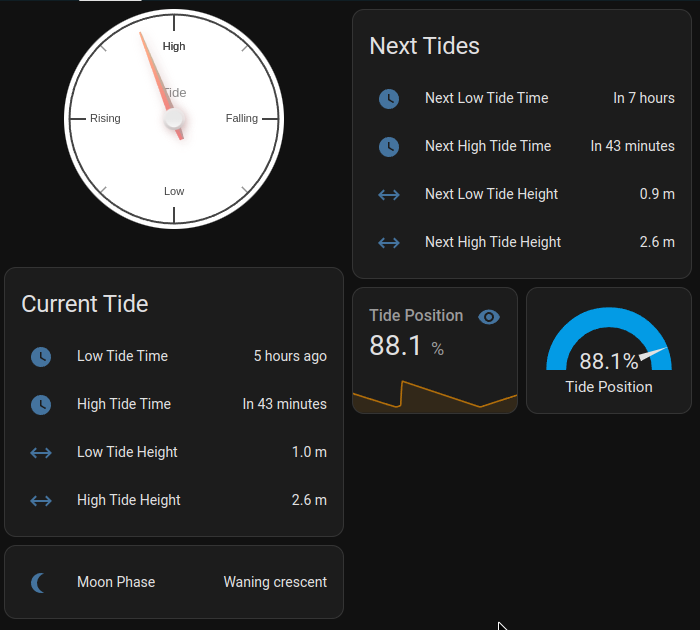 High
Tide
Rising
Falling
Low
Next Tides
Next Low Tide Time In 7 hours
Next High Tide Time In 43 minutes
Next Low Tide Height 0.9 m
Next High Tide Height 2.6 m
Current Tide
Low Tide Time 5 hours ago
High Tide Time In 43 minutes
Low Tide Height 1.0 m
High Tide Height 2.6 m
Moon Phase Waning crescent
Tide Position
88.1 %
88.1%
Tide Position